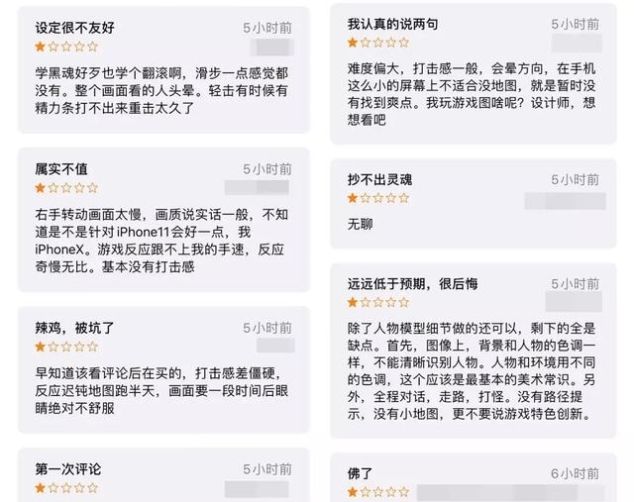 设定很不友好
5小时前
学黑魂好歹也学个翻滚啊，滑步一点感觉都
没有。整个画面看的人头晕。轻击有时候有
精力条打不出来重击太久了
属实不值
5小时前
右手转动画面太慢，画质说实话一般，不知
道是不是针对iPhone11会好一点，我
iPhoneX。游戏反应跟不上我的手速，反应
奇慢无比。基本没有打击感
辣鸡，被坑了
5小时前
早知道该看评论后在买的，打击感差僵硬，
反应迟钝地图跑半天，画面要一段时间后眼
睛绝对不舒服
第一次评论
5小时前
我认真的说两句
5小时前
难度偏大，打击感一般，会晕方向，在手机
这么小的屏幕上不适合没地图，就是暂时没
有找到爽点。我玩游戏图啥呢？设计师，想
想看吧
抄不出灵魂
5小时前
无聊
远远低于预期，很后悔
5小时前
除了人物模型细节做的还可以，剩下的全是
缺点。首先，图像上，背景和人物的色调一
样，不能清晰识别人物。人物和环境用不同
的色调，这个应该是最基本的美术常识。另
外，全程对话，走路，打怪。没有路径提
示，没有小地图，更不要说游戏特色创新。
佛了
6小时前